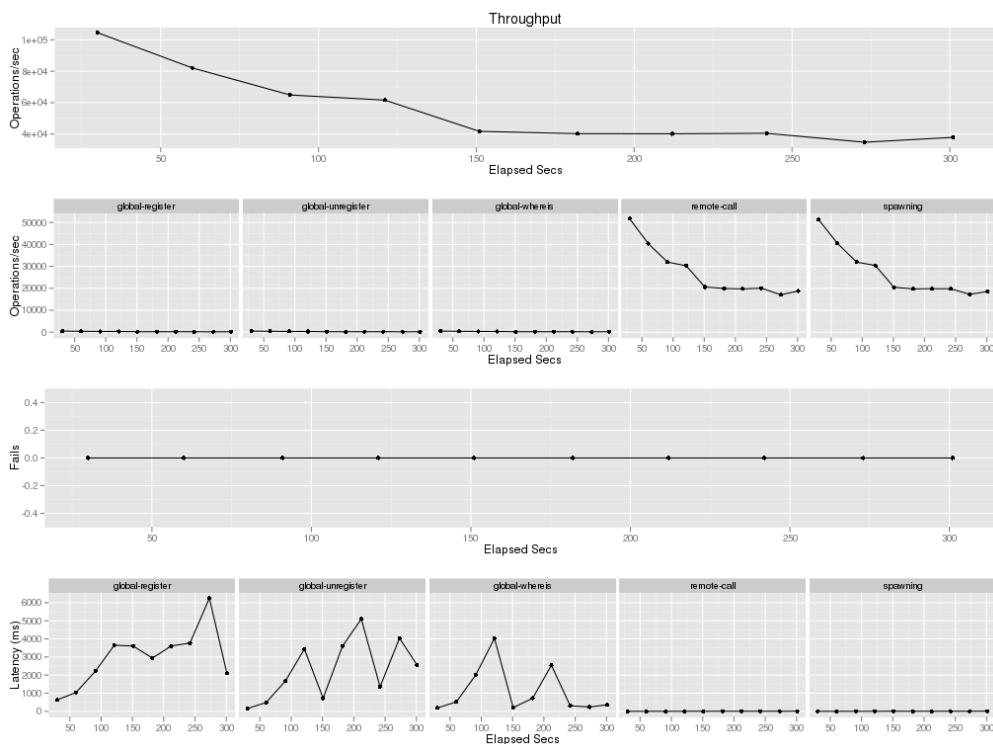 Throughput
Operations/sec
1e+05
8e+04
6e+04
4e+04
50 100 150 200 250 300
Elapsed Secs
global-register global-unregister global-whereis remote-call spawning
Operations/sec
50000
40000
30000
20000
10000
0
50 100 150 200 250 300 50 100 150 200 250 300 50 100 150 200 250 300 50 100 150 200 250 300 50 100 150 200 250 300
Elapsed Secs
Fails
0.4
0.2
0.0
-0.2
-0.4
50 100 150 200 250 300
Elapsed Secs
global-register global-unregister global-whereis remote-call spawning
Latency (ms)
6000
5000
4000
3000
2000
1000
0
50 100 150 200 250 300 50 100 150 200 250 300 50 100 150 200 250 300 50 100 150 200 250 300 50 100 150 200 250 300
Elapsed Secs